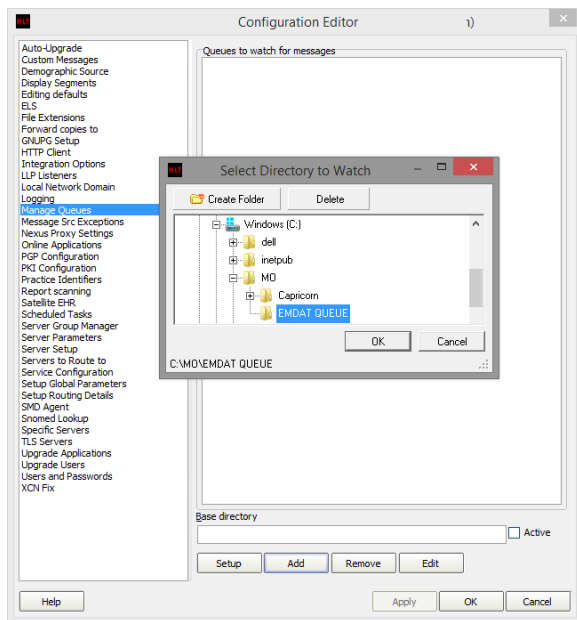 HLT
Configuration Editor
ı)
Auto-Upgrade
Custom Messages
Demographic Source
Display Segments
Editing defaults
ELS
File Extensions
Forward copies to
GNUPG Setup
HTTP Client
Integration Options
LLP Listeners
Local Network Domain
Logging
Manage Queues
Message Src Exceptions
Nexus Proxy Settings
Online Applications
PGP Configuration
PKI Configuration
Practice Identifiers
Report scanning
Satellite EHR
Scheduled Tasks
Server Group Manager
Server Parameters
Server Setup
Servers to Route to
Service Configuration
Setup Global Parameters
Setup Routing Details
SMD Agent
Snomed Lookup
Specific Servers
TLS Servers
Upgrade Applications
Upgrade Users
Users and Passwords
XCN Fix
Queues to watch for messages
HLT
Select Directory to Watch
Create Folder
Delete
Windows (C:)
dell
inetpub
MO
Capricorn
EMDAT QUEUE
OK
Cancel
C:\MO\EMDAT QUEUE
Base directory
Active
Setup
Add
Remove
Edit
Help
Apply
OK
Cancel